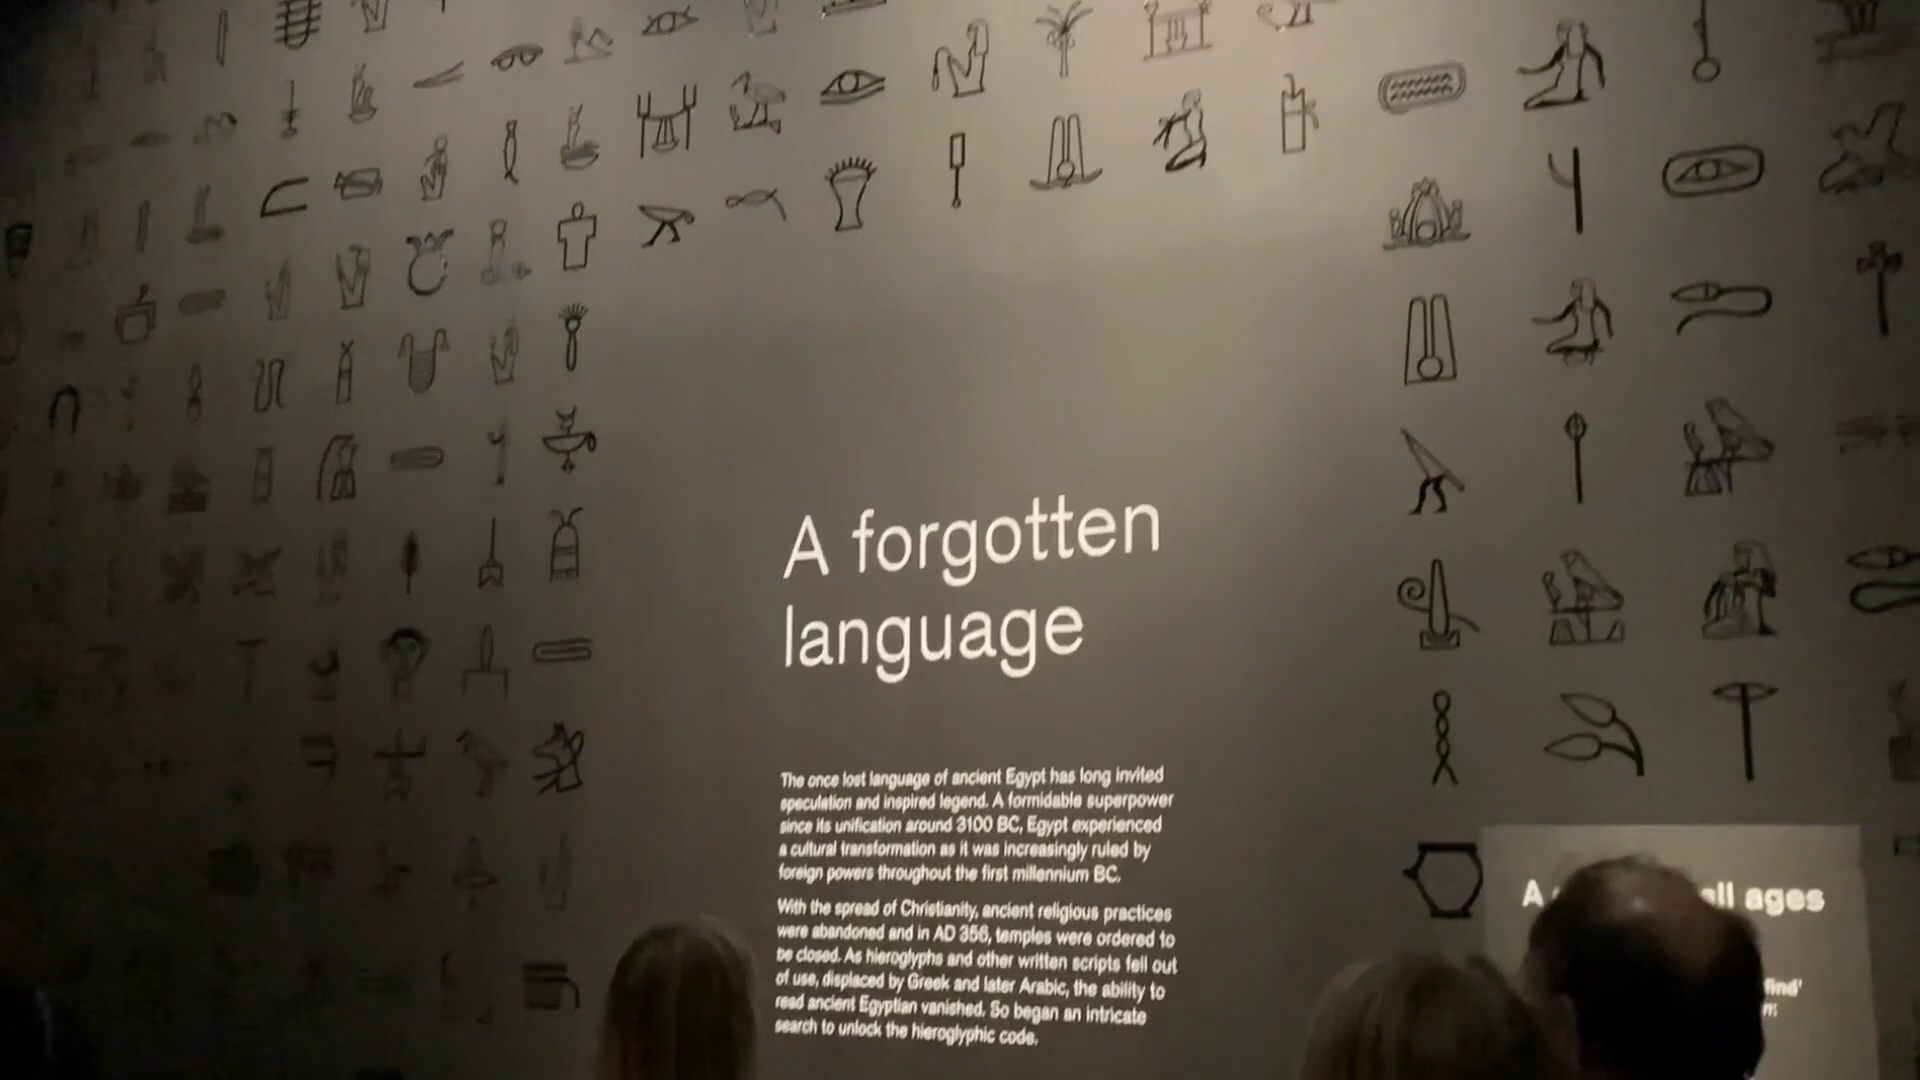 A forgotten
language
The once lost language of ancient Egypt has long invited
speculation and inspired legend. A formidable superpower
since its unification around 3100 BC, Egypt experienced
a cultural transformation as it was increasingly ruled by
foreign powers throughout the first millennium BC.
With the spread of Christianity, ancient religious practices
were abandoned and in AD 356, temples were ordered to
be closed. As hieroglyphs and other written scripts fell out
of use, displaced by Greek and later Arabic, the ability to
read ancient Egyptian vanished. So began an intricate
search to unlock the hieroglyphic code.
A all ages
find'